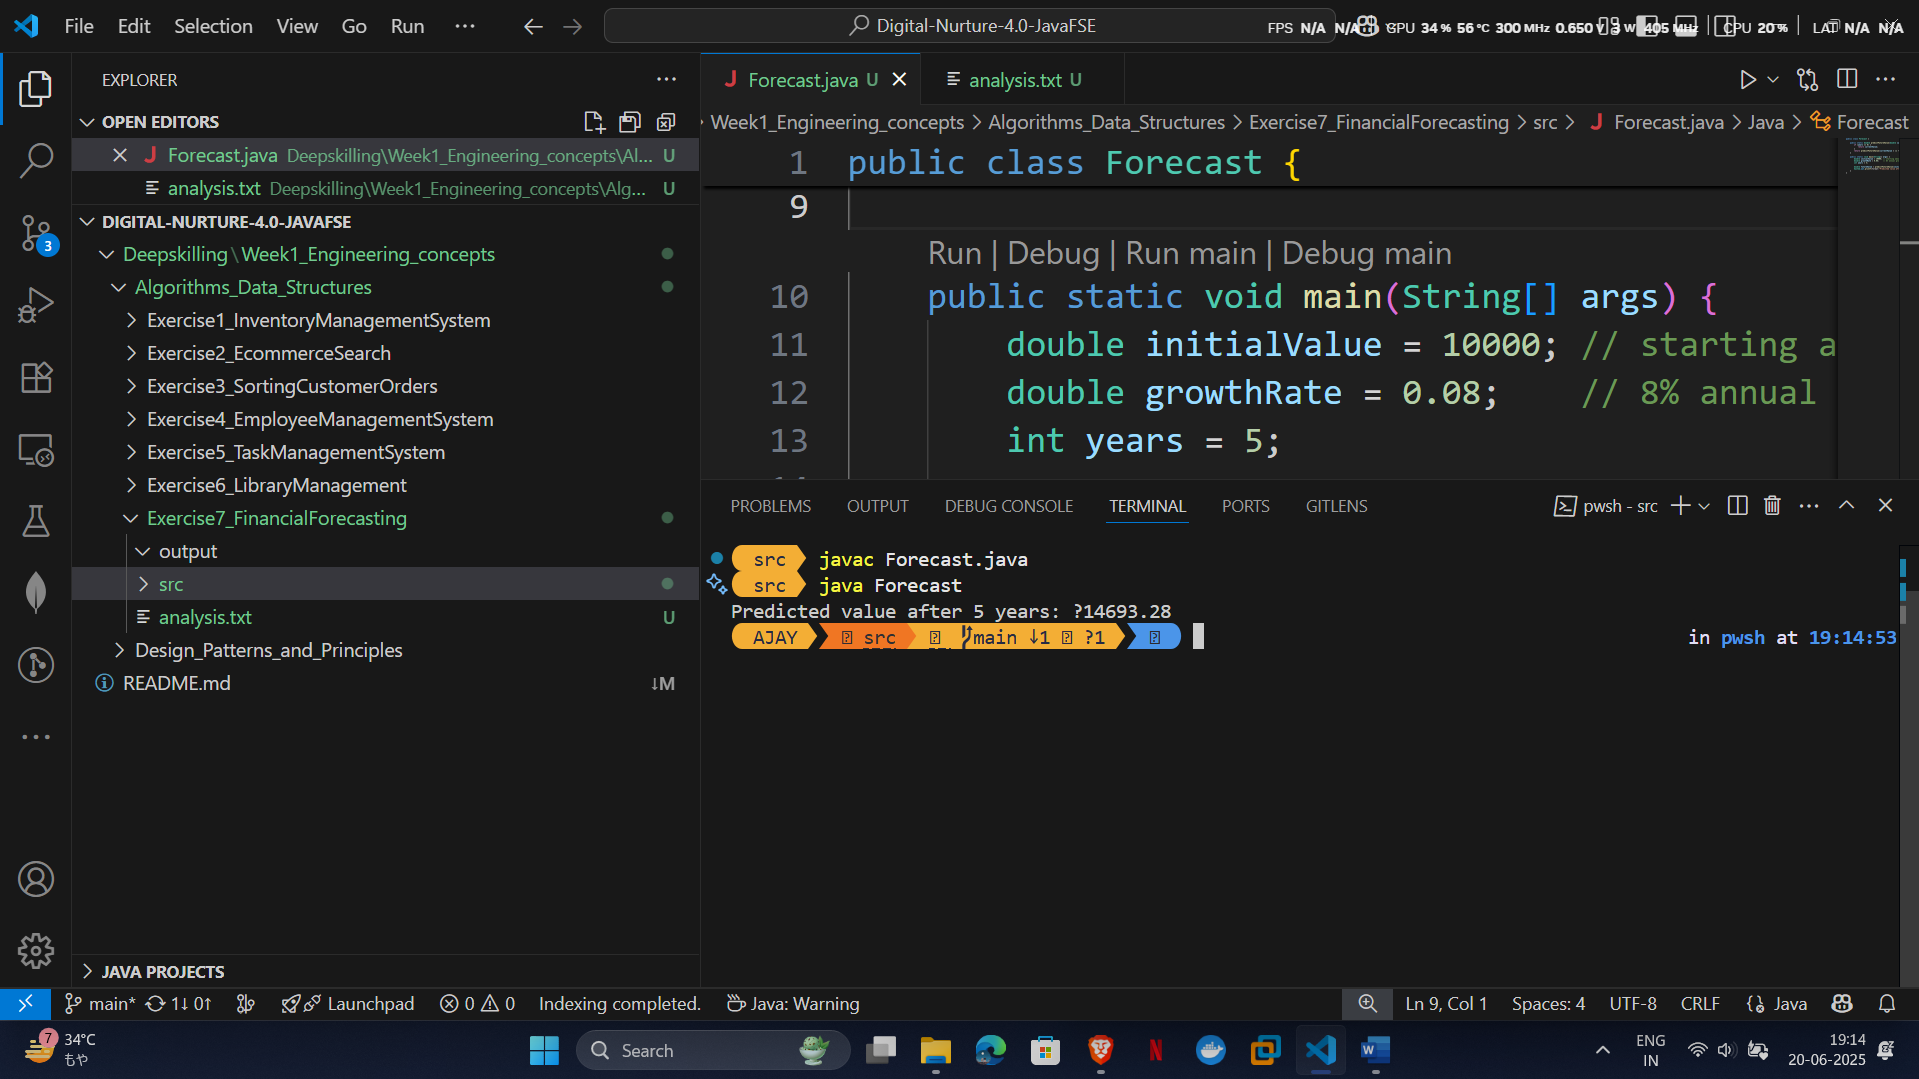 File Edit Selection View Go Run ··· Digital-Nurture-4.0-JavaFSE FPS N/A N/A GPU 34 % 56 °C 300 MHz 0.650 V 3 W 405 MHz CPU 20 % LAT N/A N/A
EXPLORER
OPEN EDITORS
Forecast.java Deepskilling\Week1_Engineering_concepts\Al... U
analysis.txt Deepskilling\Week1_Engineering_concepts\Alg... U
DIGITAL-NURTURE-4.0-JAVAFSE
Deepskilling\Week1_Engineering_concepts
Algorithms_Data_Structures
Exercise1_InventoryManagementSystem
Exercise2_EcommerceSearch
Exercise3_SortingCustomerOrders
Exercise4_EmployeeManagementSystem
Exercise5_TaskManagementSystem
Exercise6_LibraryManagement
Exercise7_FinancialForecasting
output
src
analysis.txt U
Design_Patterns_and_Principles
README.md ↓M
JAVA PROJECTS
3
J Forecast.java U analysis.txt U
Week1_Engineering_concepts > Algorithms_Data_Structures > Exercise7_FinancialForecasting > src > J Forecast.java > Java > Forecast
1 public class Forecast {
9
Run | Debug | Run main | Debug main
10 public static void main(String[] args) {
11 double initialValue = 10000; // starting a
12 double growthRate = 0.08; // 8% annual
13 int years = 5;
PROBLEMS OUTPUT DEBUG CONSOLE TERMINAL PORTS GITLENS pwsh - src
src javac Forecast.java
src java Forecast
Predicted value after 5 years: ?14693.28
AJAY src main ↓1 ?1 in pwsh at 19:14:53
main* 1↓ 0↑ Launchpad 0 0 Indexing completed. Java: Warning Ln 9, Col 1 Spaces: 4 UTF-8 CRLF {} Java
7 34°C
もや
Search
ENG
IN
19:14
20-06-2025